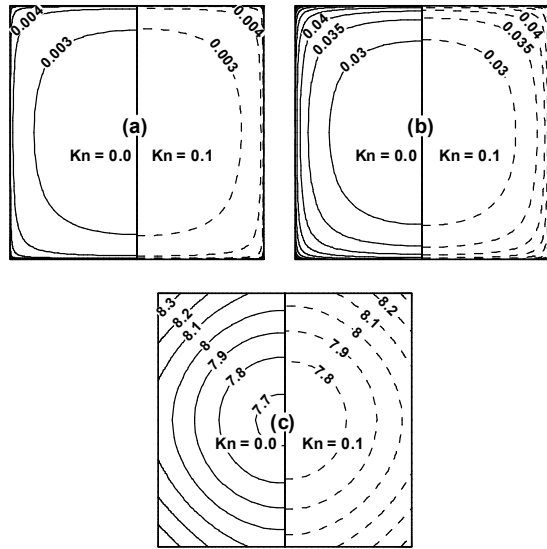 0.004
0.004
0.003
0.003
(a)
Kn = 0.0
Kn = 0.1
0.04
0.04
0.035
0.035
0.03
0.03
(b)
Kn = 0.0
Kn = 0.1
8.3
8.2
8.1
8
7.9
7.8
7.7
8.2
8.1
8
7.9
7.8
(c)
Kn = 0.0
Kn = 0.1